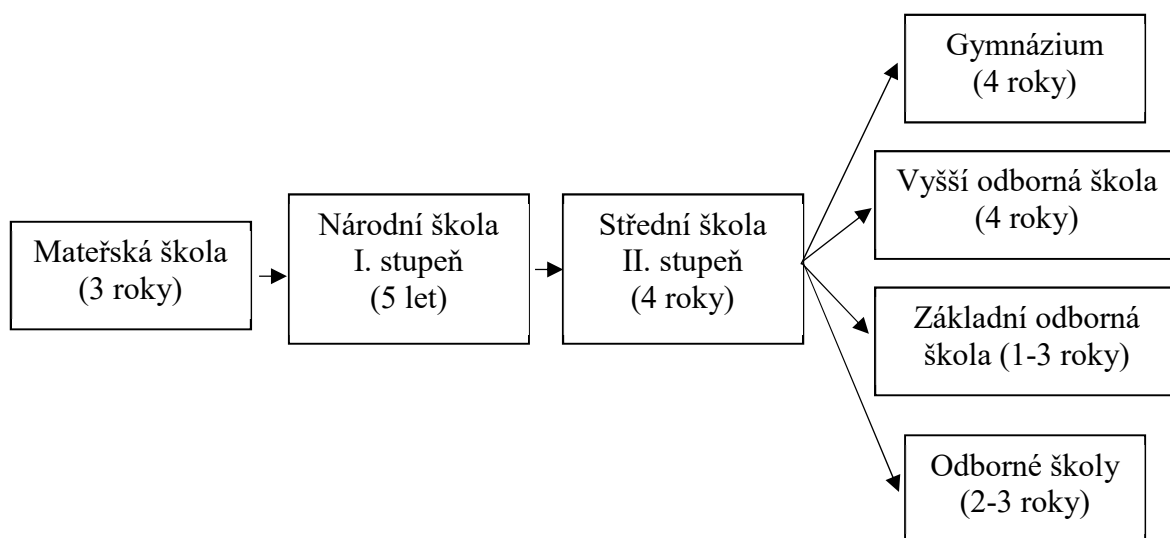 Mateřská škola
(3 roky)
Národní škola
I. stupeň
(5 let)
Střední škola
II. stupeň
(4 roky)
Gymnázium
(4 roky)
Vyšší odborná škola
(4 roky)
Základní odborná
škola (1-3 roky)
Odborné školy
(2-3 roky)